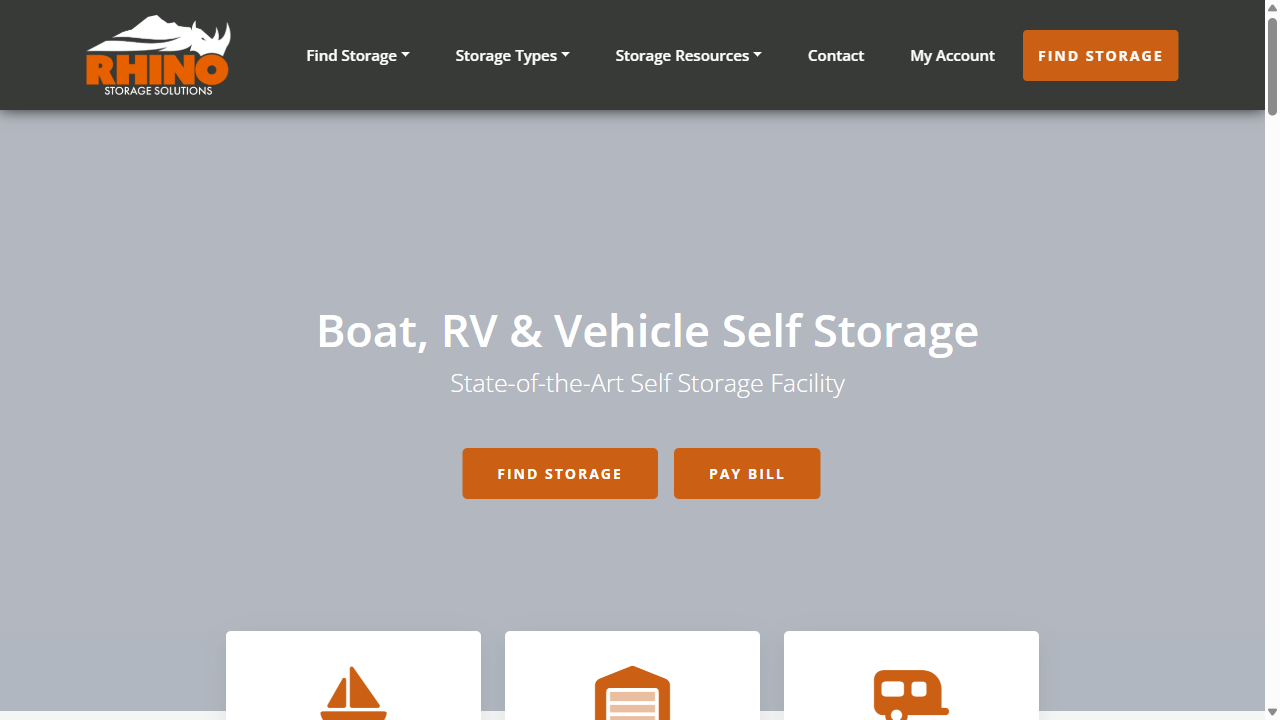 RHINO
STORAGE SOLUTIONS
Find Storage
Storage Types
Storage Resources
Contact
My Account
FIND STORAGE
Boat, RV & Vehicle Self Storage
State-of-the-Art Self Storage Facility
FIND STORAGE
PAY BILL